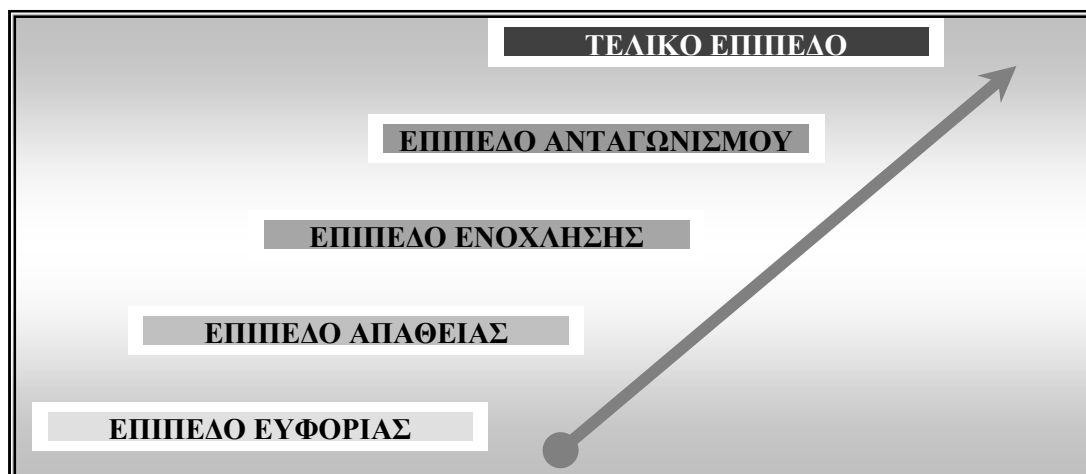 ΤΕΛΙΚΟ ΕΠΙΠΕΔΟ
ΕΠΙΠΕΔΟ ΑΝΤΑΓΩΝΙΣΜΟΥ
ΕΠΙΠΕΔΟ ΕΝΟΧΛΗΣΗΣ
ΕΠΙΠΕΔΟ ΑΠΑΘΕΙΑΣ
ΕΠΙΠΕΔΟ ΕΥΦΟΡΙΑΣ